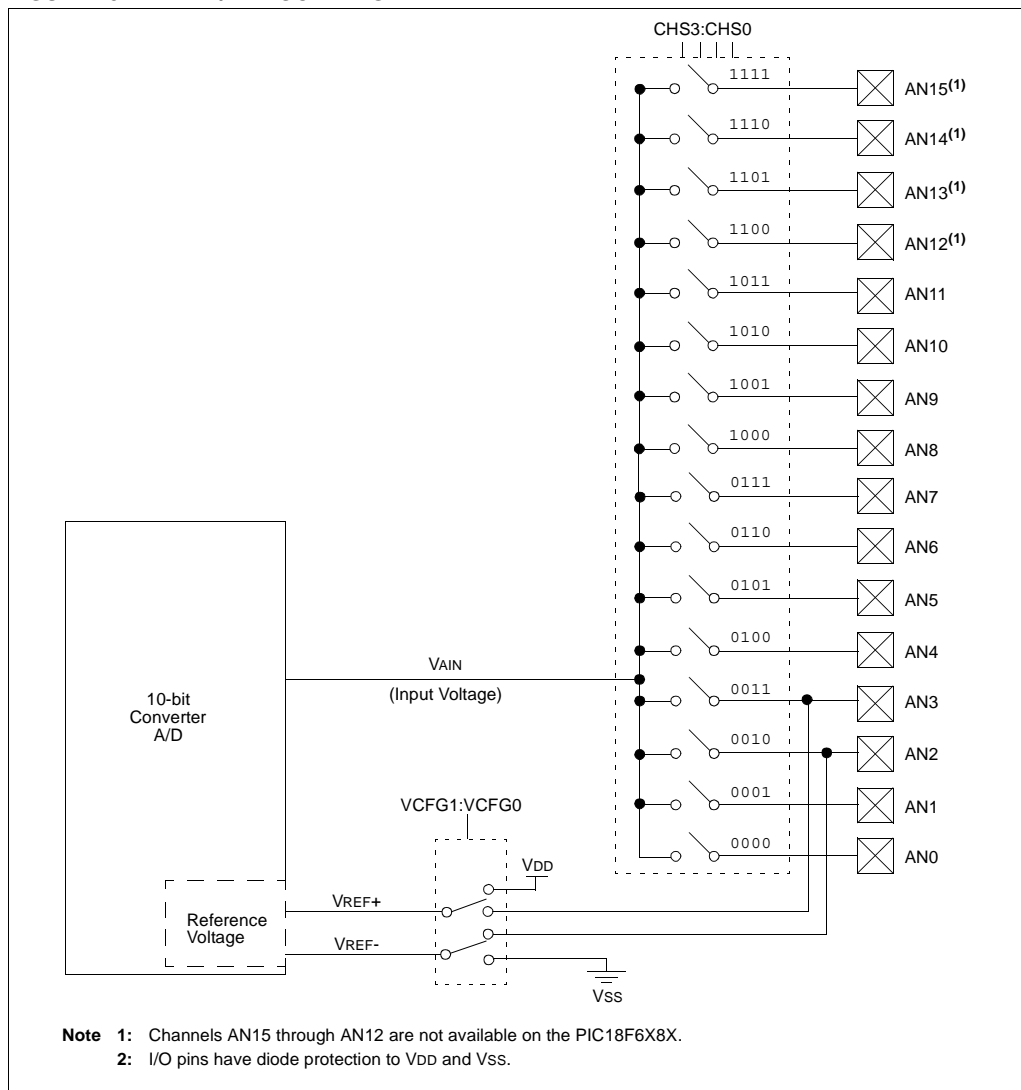 CHS3:CHS0
1111
AN15(1)
1110
AN14(1)
1101
AN13(1)
1100
AN12(1)
1011
AN11
1010
AN10
1001
AN9
1000
AN8
0111
AN7
0110
AN6
0101
AN5
0100
AN4
VAIN
(Input Voltage)
10-bit
Converter
A/D
0011
AN3
0010
AN2
VCFG1:VCFG0
0001
AN1
0000
AN0
VDD
Reference
Voltage
VREF+
VREF-
VSS
Note 1: Channels AN15 through AN12 are not available on the PIC18F6X8X.
2: I/O pins have diode protection to VDD and VSS.